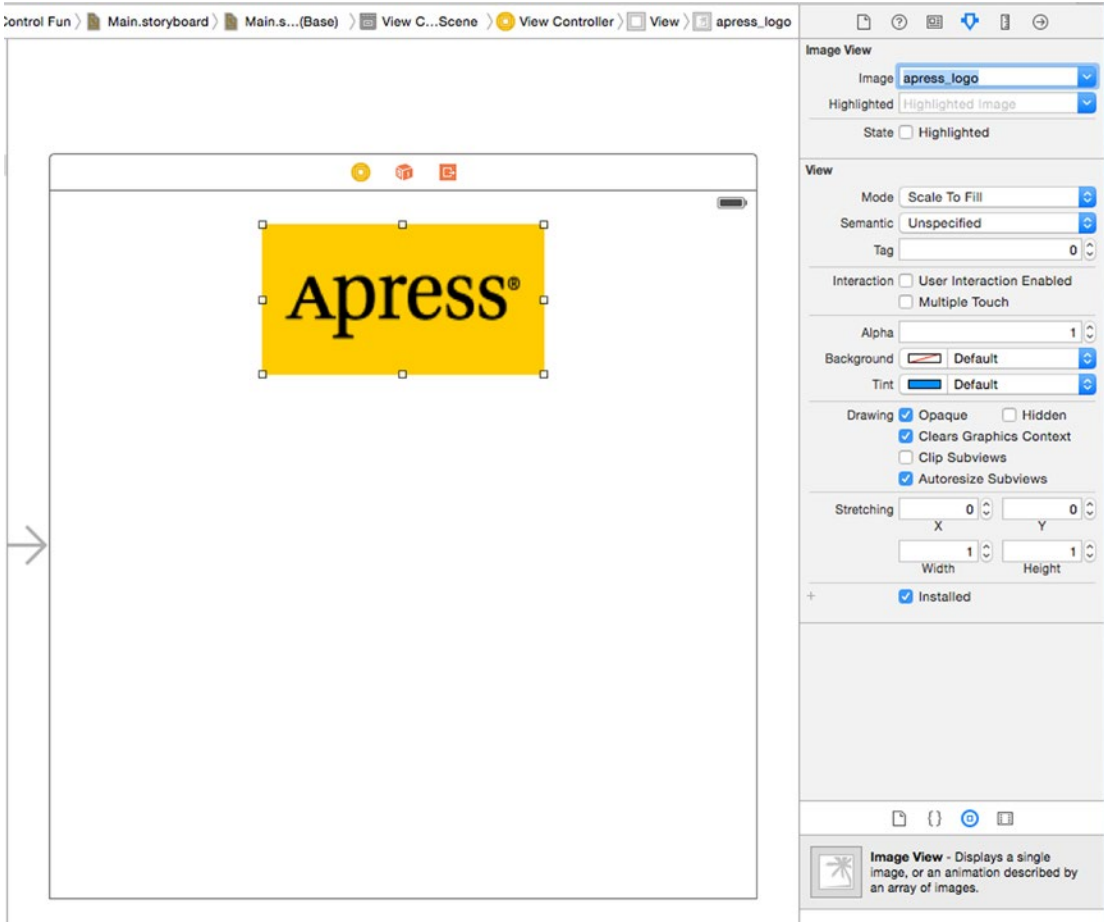 Control Fun 〉 Main.storyboard 〉 Main.s...(Base) 〉 View C...Scene 〉 View Controller 〉 View 〉 apress_logo
Apress®
Image View
Image apress_logo
Highlighted Highlighted Image
State Highlighted
View
Mode Scale To Fill
Semantic Unspecified
Tag 0
Interaction User Interaction Enabled
Multiple Touch
Alpha 1
Background Default
Tint Default
Drawing Opaque Hidden
Clears Graphics Context
Clip Subviews
Autoresize Subviews
Stretching 0 0
X Y
1 1
Width Height
+ Installed
{}
Image View - Displays a single
image, or an animation described by
an array of images.